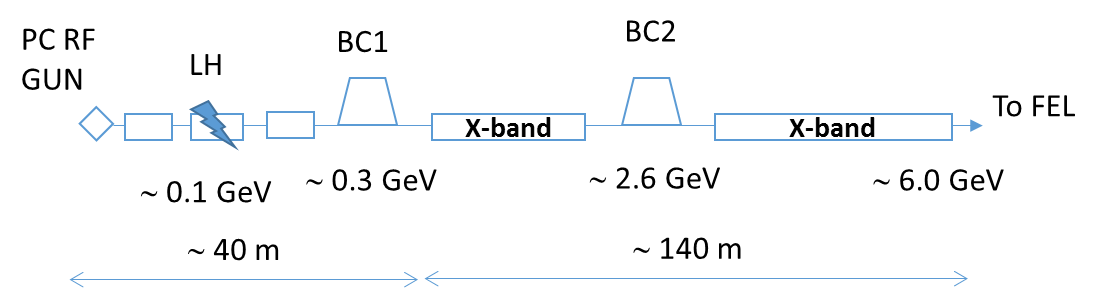 PC RF
GUN
LH
BC1
BC2
X-band
X-band
To FEL
~ 0.1 GeV
~ 0.3 GeV
~ 2.6 GeV
~ 6.0 GeV
~ 40 m
~ 140 m